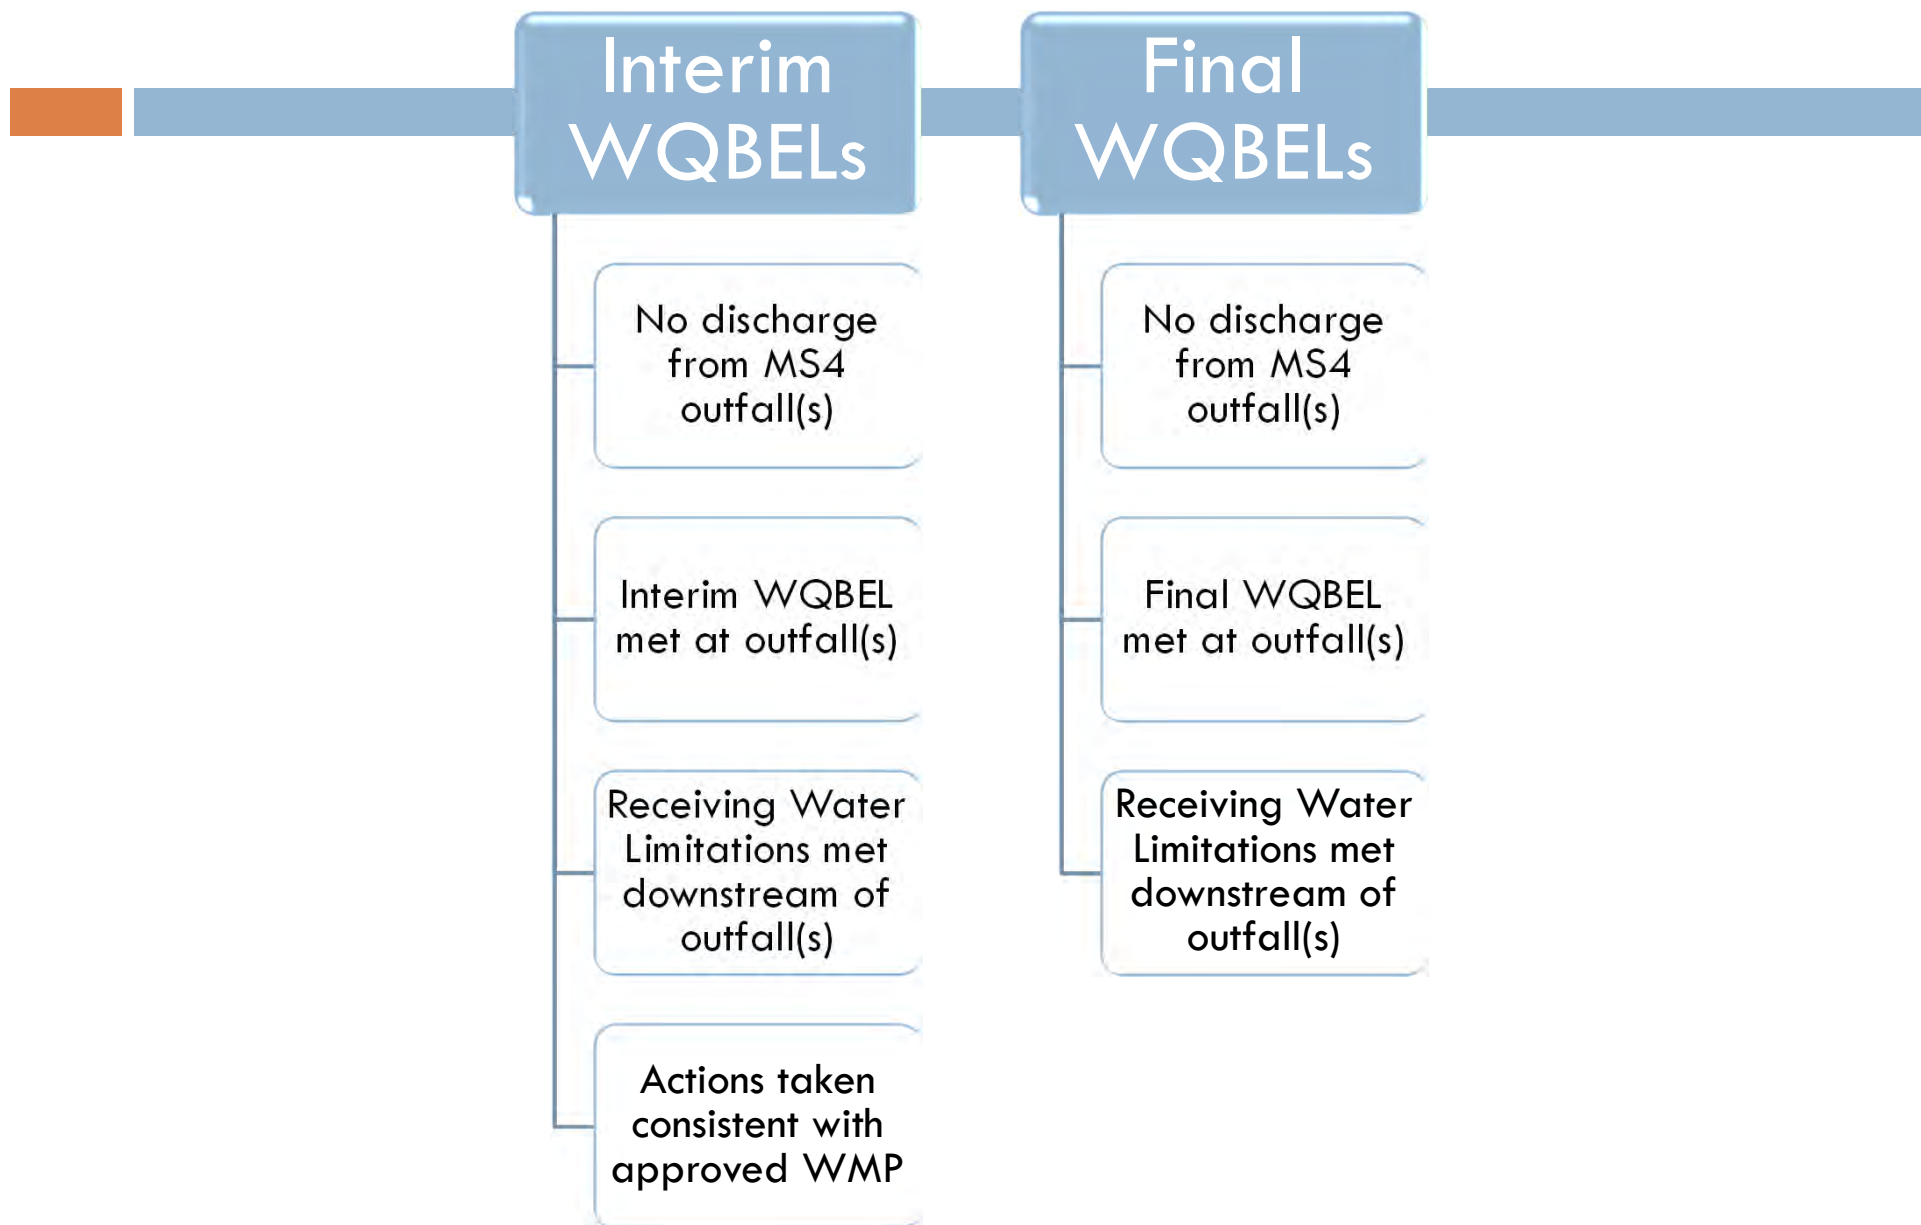 Interim
WQBELs
No discharge
from MS4
outfall(s)
Interim WQBEL
met at outfall(s)
Receiving Water
Limitations met
downstream of
outfall(s)
Actions taken
consistent with
approved WMP
Final
WQBELs
No discharge
from MS4
outfall(s)
Final WQBEL
met at outfall(s)
Receiving Water
Limitations met
downstream of
outfall(s)